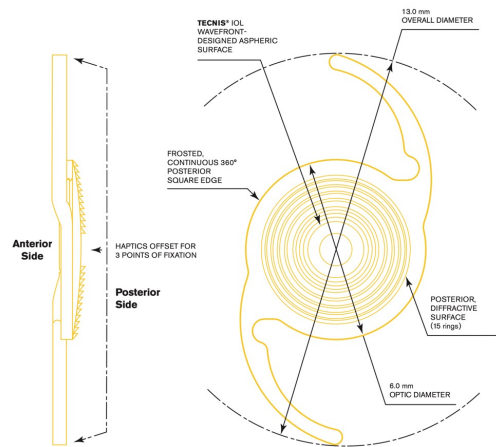 TECNIS® IOL
WAVEFRONT-
DESIGNED ASPHERIC
SURFACE
13.0 mm
OVERALL DIAMETER
FROSTED,
CONTINUOUS 360°
POSTERIOR
SQUARE EDGE
Anterior
Side
HAPTICS OFFSET FOR
3 POINTS OF FIXATION
Posterior
Side
POSTERIOR,
DIFFRACTIVE
SURFACE
(15 rings)
6.0 mm
OPTIC DIAMETER